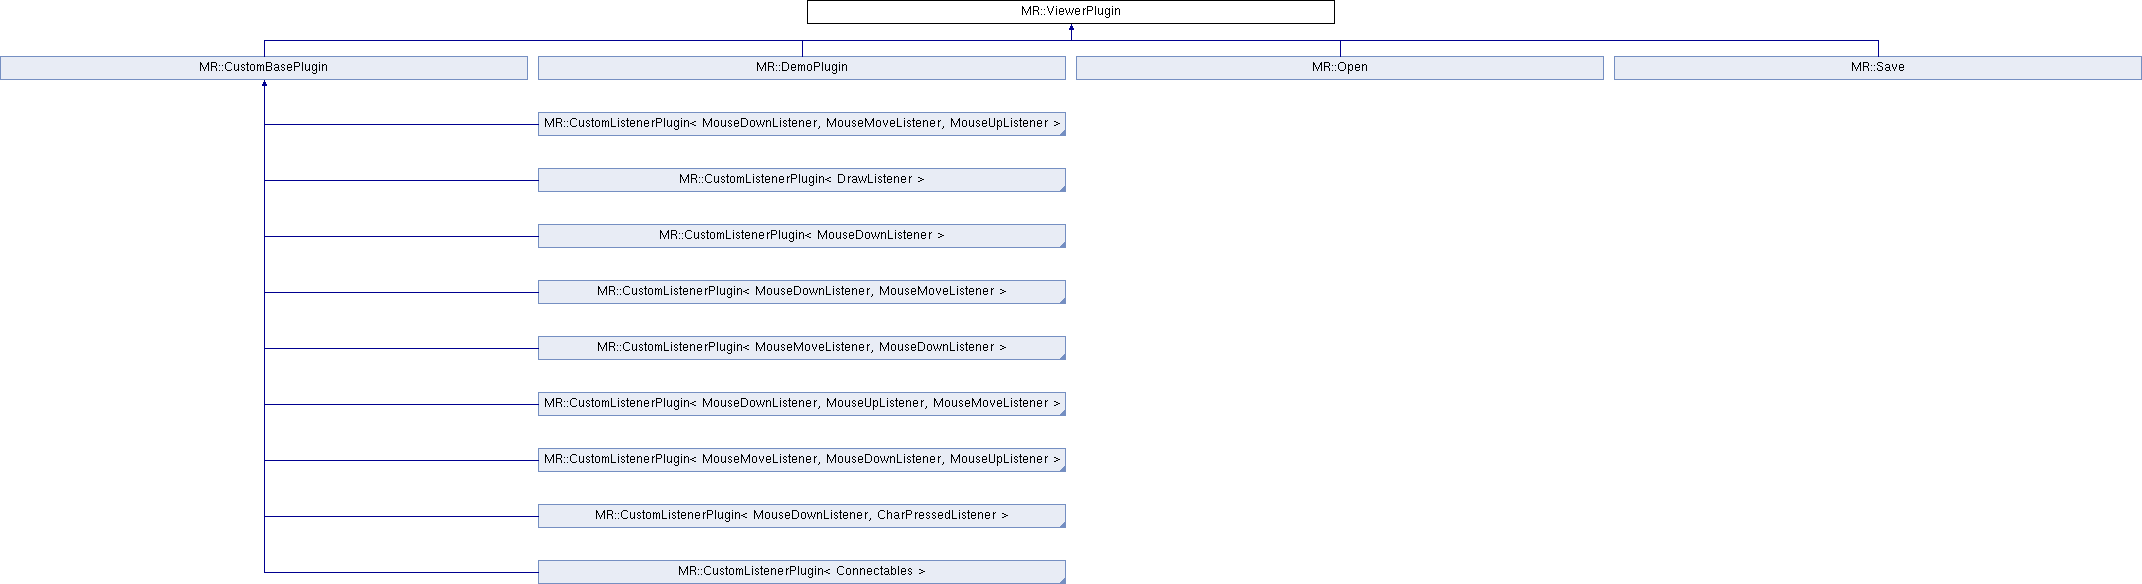 MR::ViewerPlugin
MR::CustomBasePlugin
MR::DemoPlugin
MR::Open
MR::Save
MR::CustomListenerPlugin< MouseDownListener, MouseMoveListener, MouseUpListener >
MR::CustomListenerPlugin< DrawListener >
MR::CustomListenerPlugin< MouseDownListener >
MR::CustomListenerPlugin< MouseDownListener, MouseMoveListener >
MR::CustomListenerPlugin< MouseMoveListener, MouseDownListener >
MR::CustomListenerPlugin< MouseDownListener, MouseUpListener, MouseMoveListener >
MR::CustomListenerPlugin< MouseMoveListener, MouseDownListener, MouseUpListener >
MR::CustomListenerPlugin< MouseDownListener, CharPressedListener >
MR::CustomListenerPlugin< Connectables >